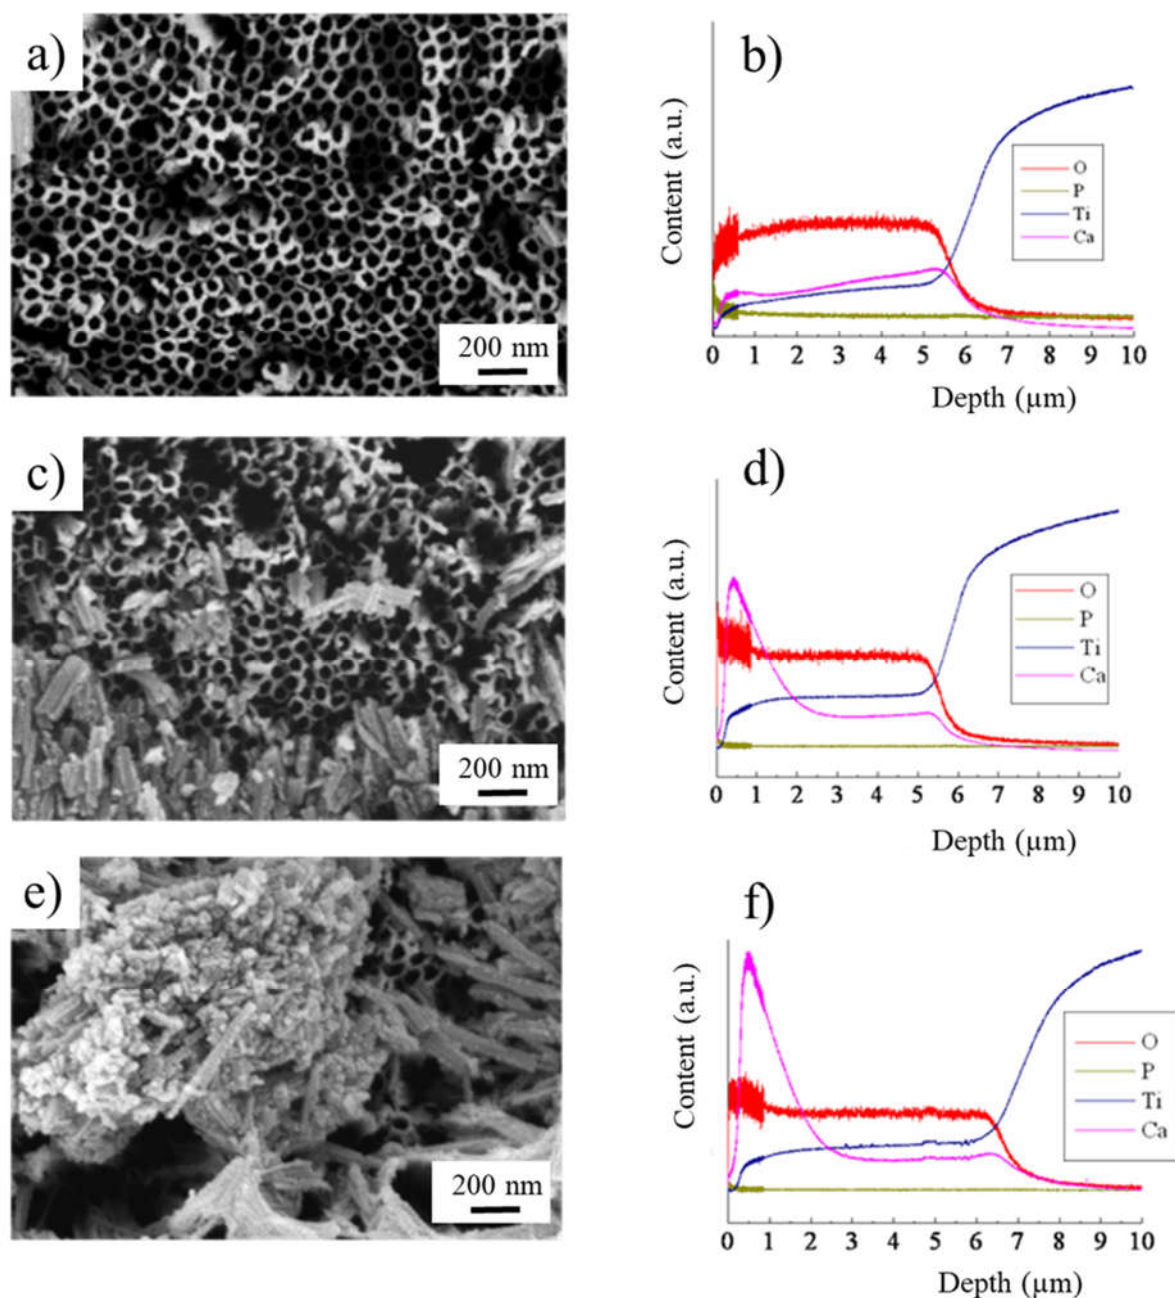 a)
200 nm
b)
Content (a.u.)
O
P
Ti
Ca
0 1 2 3 4 5 6 7 8 9 10
Depth (µm)
c)
200 nm
d)
Content (a.u.)
O
P
Ti
Ca
0 1 2 3 4 5 6 7 8 9 10
Depth (µm)
e)
200 nm
f)
Content (a.u.)
O
P
Ti
Ca
0 1 2 3 4 5 6 7 8 9 10
Depth (µm)